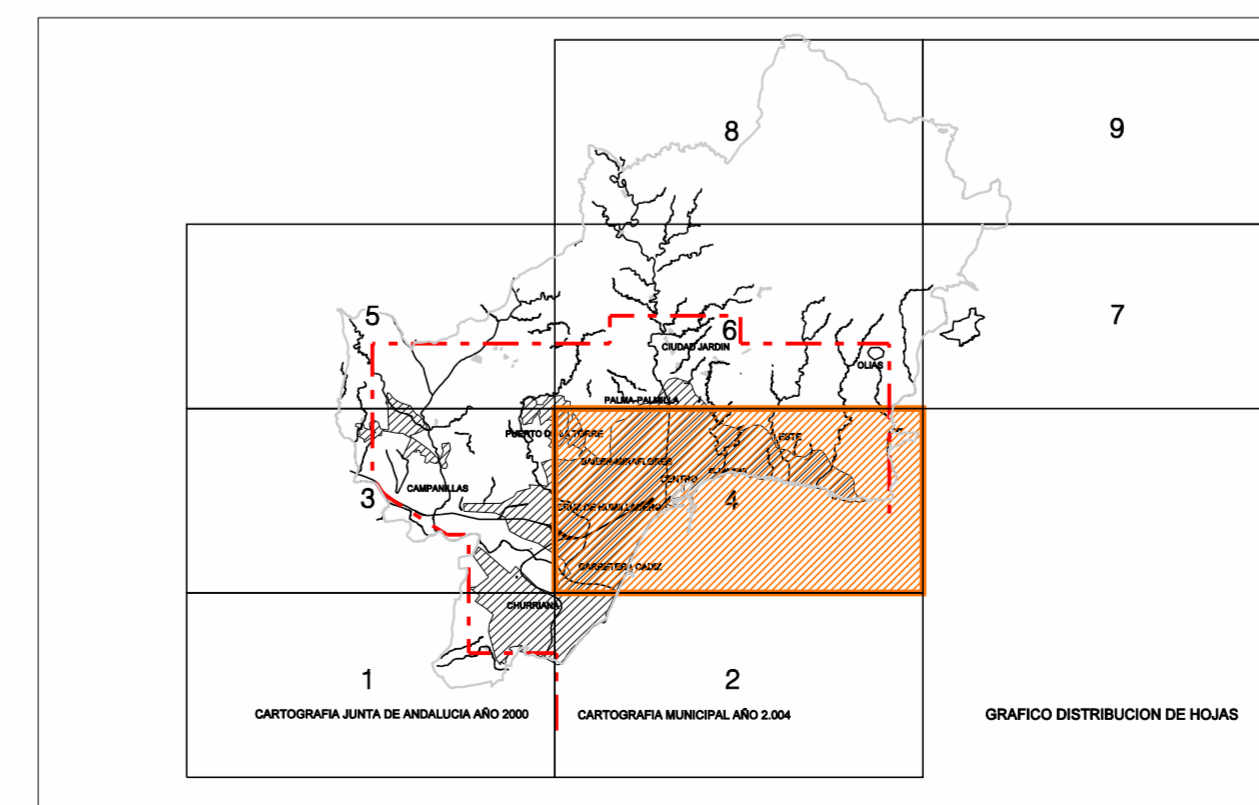 8
9
5
6
7
CIUDAD JARDIN
OLIAS
PALMA-PALMILLA
PUERTO DE LA TORRE
ESTE
BAILEN-MIRAFLORES
CENTRO
CAMPANILLAS
3
4
CRUZ DE HUMILLADERO
CARRETERA CADIZ
CHURRIANA
1
2
CARTOGRAFIA JUNTA DE ANDALUCIA AÑO 2000
CARTOGRAFIA MUNICIPAL AÑO 2.004
GRAFICO DISTRIBUCION DE HOJAS